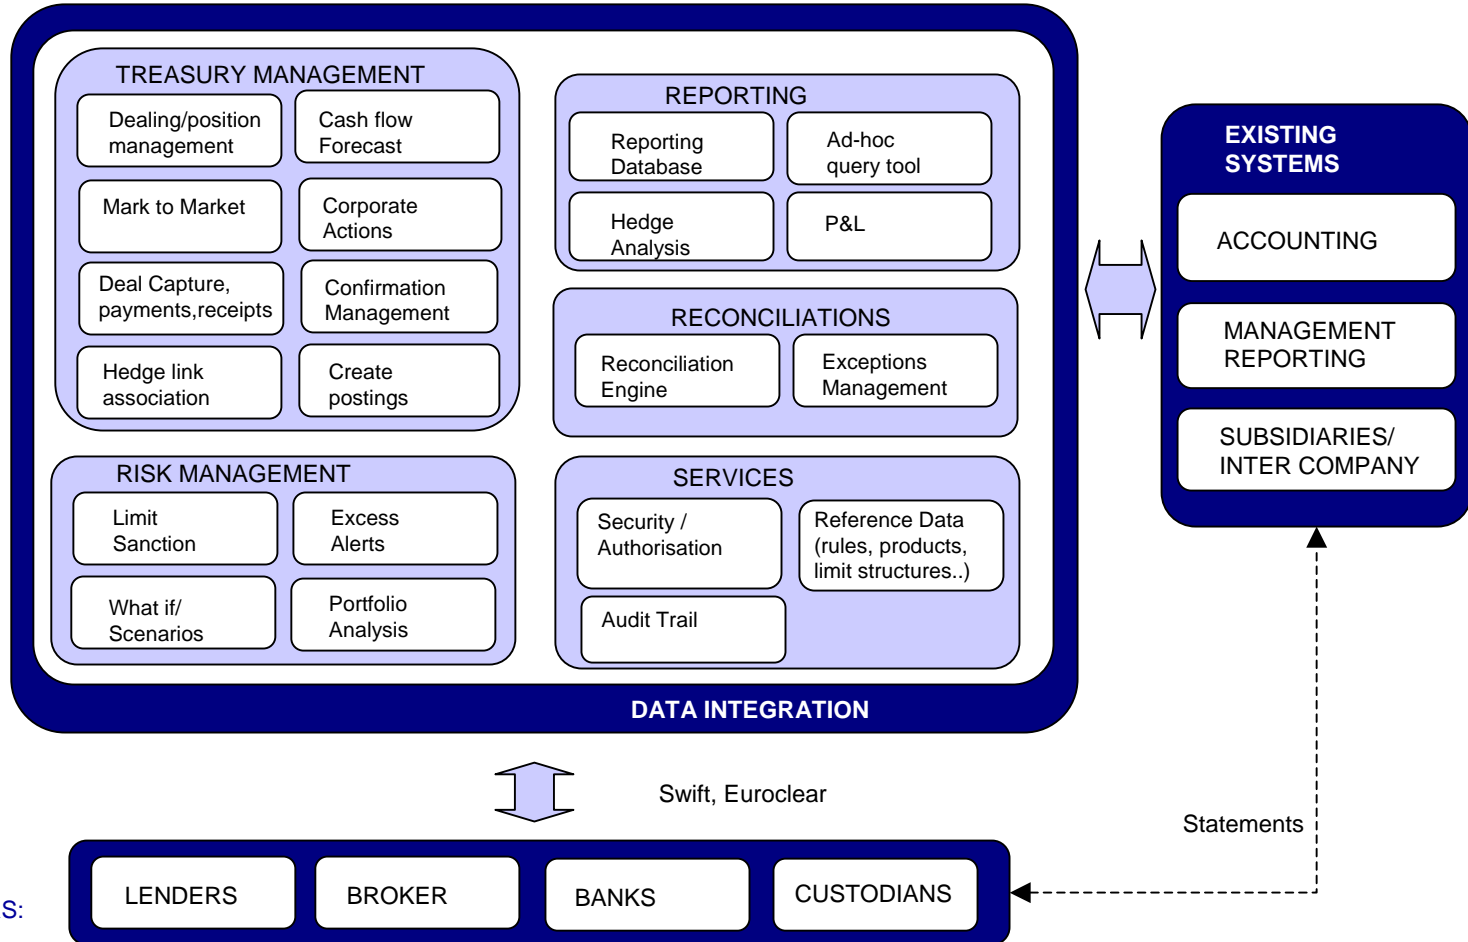 TREASURY MANAGEMENT
Dealing/position
management
Cash flow
Forecast
Mark to Market
Corporate
Actions
Deal Capture,
payments,receipts
Confirmation
Management
Hedge link
association
Create
postings
REPORTING
Reporting
Database
Ad-hoc
query tool
Hedge
Analysis
P&L
RECONCILIATIONS
Reconciliation
Engine
Exceptions
Management
RISK MANAGEMENT
Limit
Sanction
Excess
Alerts
What if/
Scenarios
Portfolio
Analysis
SERVICES
Security /
Authorisation
Reference Data
(rules, products,
limit structures..)
Audit Trail
DATA INTEGRATION
EXISTING
SYSTEMS
ACCOUNTING
MANAGEMENT
REPORTING
SUBSIDIARIES/
INTER COMPANY
Swift, Euroclear
Statements
LENDERS
BROKER
BANKS
CUSTODIANS